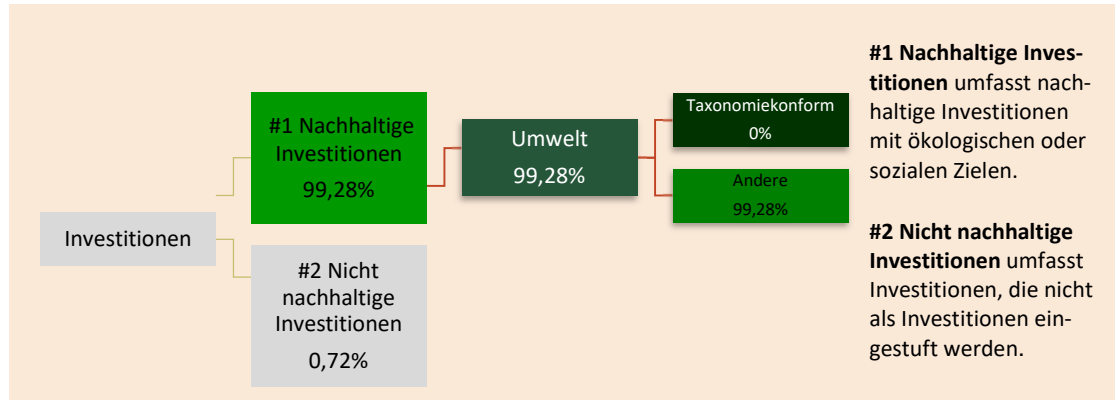 Investitionen
#1 Nachhaltige
Investitionen
99,28%
#2 Nicht
nachhaltige
Investitionen
0,72%
Umwelt
99,28%
Taxonomiekonform
0%
Andere
99,28%
#1 Nachhaltige Inves-
titionen umfasst nach-
haltige Investitionen
mit ökologischen oder
sozialen Zielen.
#2 Nicht nachhaltige
Investitionen umfasst
Investitionen, die nicht
als Investitionen ein-
gestuft werden.